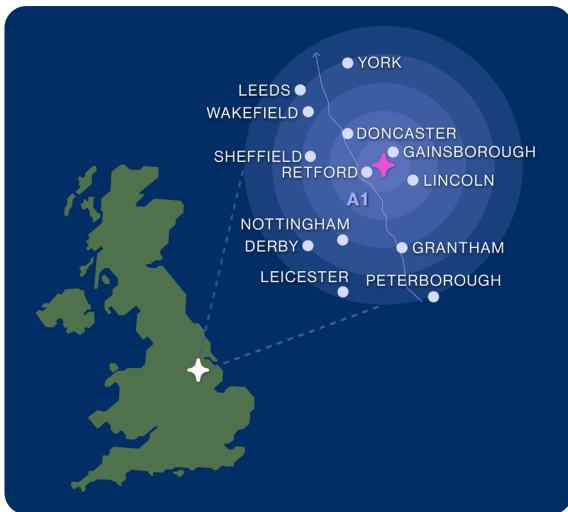 YORK
LEEDS
WAKEFIELD
DONCASTER
GAINSBOROUGH
SHEFFIELD
RETFORD
LINCOLN
A1
NOTTINGHAM
DERBY
GRANTHAM
LEICESTER
PETERBOROUGH